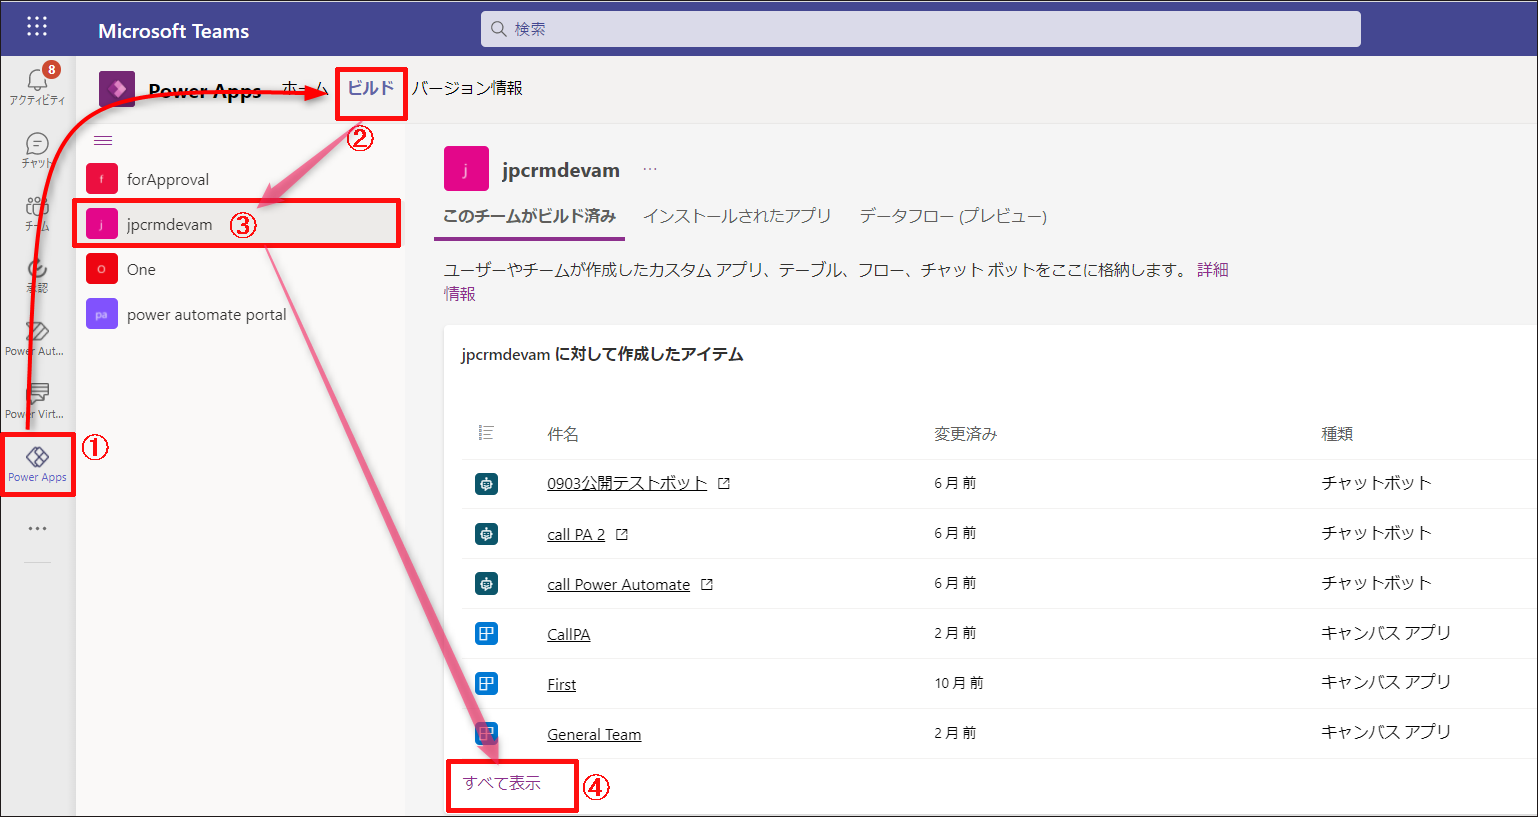 Microsoft Teams
検索
8
アクティビティ
チャット
チーム
承認
Power Aut...
Power Virt...
Power Apps
①
Power Apps
ホーム
ビルド
バージョン情報
②
f
forApproval
j
jpcrmdevam
③
O
One
pa
power automate portal
j
jpcrmdevam
...
このチームがビルド済み
インストールされたアプリ
データフロー (プレビュー)
ユーザーやチームが作成したカスタム アプリ、テーブル、フロー、チャット ボットをここに格納します。 詳細
情報
jpcrmdevam に対して作成したアイテム
件名 変更済み 種類
0903公開テストボット 6 月 前 チャットボット
call PA 2 6 月 前 チャットボット
call Power Automate 6 月 前 チャットボット
CallPA 2 月 前 キャンバス アプリ
First 10 月 前 キャンバス アプリ
General Team 2 月 前 キャンバス アプリ
すべて表示
④